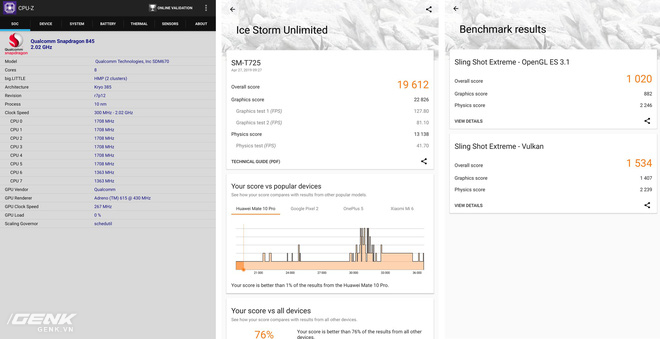 CPU-Z
ONLINE VALIDATION
SOC DEVICE SYSTEM BATTERY THERMAL SENSORS ABOUT
Qualcomm Snapdragon 845
2.02 GHz
Qualcomm
snapdragon
Model Qualcomm Technologies, Inc SDM670
Cores 8
big.LITTLE HMP (2 clusters)
Architecture Kryo 385
Revision r7p12
Process 10 nm
Clock Speed 300 MHz - 2.02 GHz
CPU 0 1708 MHz
CPU 1 1708 MHz
CPU 2 1708 MHz
CPU 3 1708 MHz
CPU 4 1708 MHz
CPU 5 1708 MHz
CPU 6 1363 MHz
CPU 7 1363 MHz
GPU Vendor Qualcomm
GPU Renderer Adreno (TM) 615 @ 430 MHz
GPU Clock Speed 267 MHz
GPU Load 0 %
Scaling Governor schedutil
GENK
GENK.VN
Ice Storm Unlimited
SM-T725
Apr 27, 2019 09:27
Overall score 19 612
Graphics score 22 826
Graphics test 1 (FPS) 127.80
Graphics test 2 (FPS) 81.10
Physics score 13 138
Physics test (FPS) 41.70
TECHNICAL GUIDE (PDF)
Your score vs popular devices
See how your score compares with results from other popular models.
Huawei Mate 10 Pro Google Pixel 2 OnePlus 5 Xiaomi Mi 6
Your score is better than 1% of the results from the Huawei Mate 10 Pro.
Your score vs all devices
See how your score compares with results from all other devices.
76% Your score is better than 76% of the results from all other
devices.
Benchmark results
Sling Shot Extreme - OpenGL ES 3.1
Overall score 1 020
Graphics score 882
Physics score 2 246
VIEW DETAILS
Sling Shot Extreme - Vulkan
Overall score 1 534
Graphics score 1 407
Physics score 2 239
VIEW DETAILS